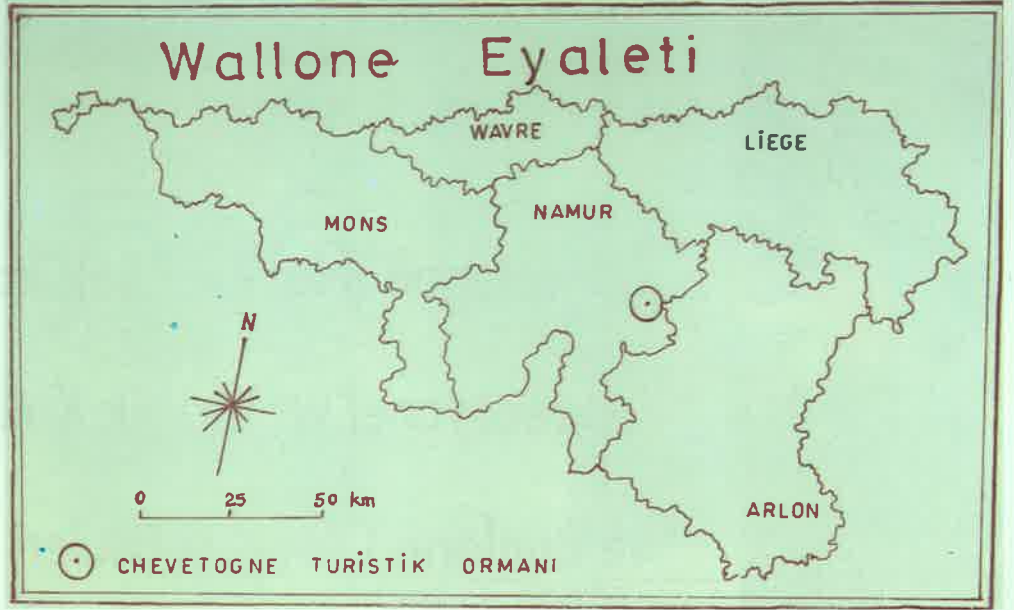 Wallone Eyaleti
WAVRE
LİEGE
MONS
NAMUR
N
0 25 50 km
ARLON
CHEVETOGNE TURİSTİK ORMANI